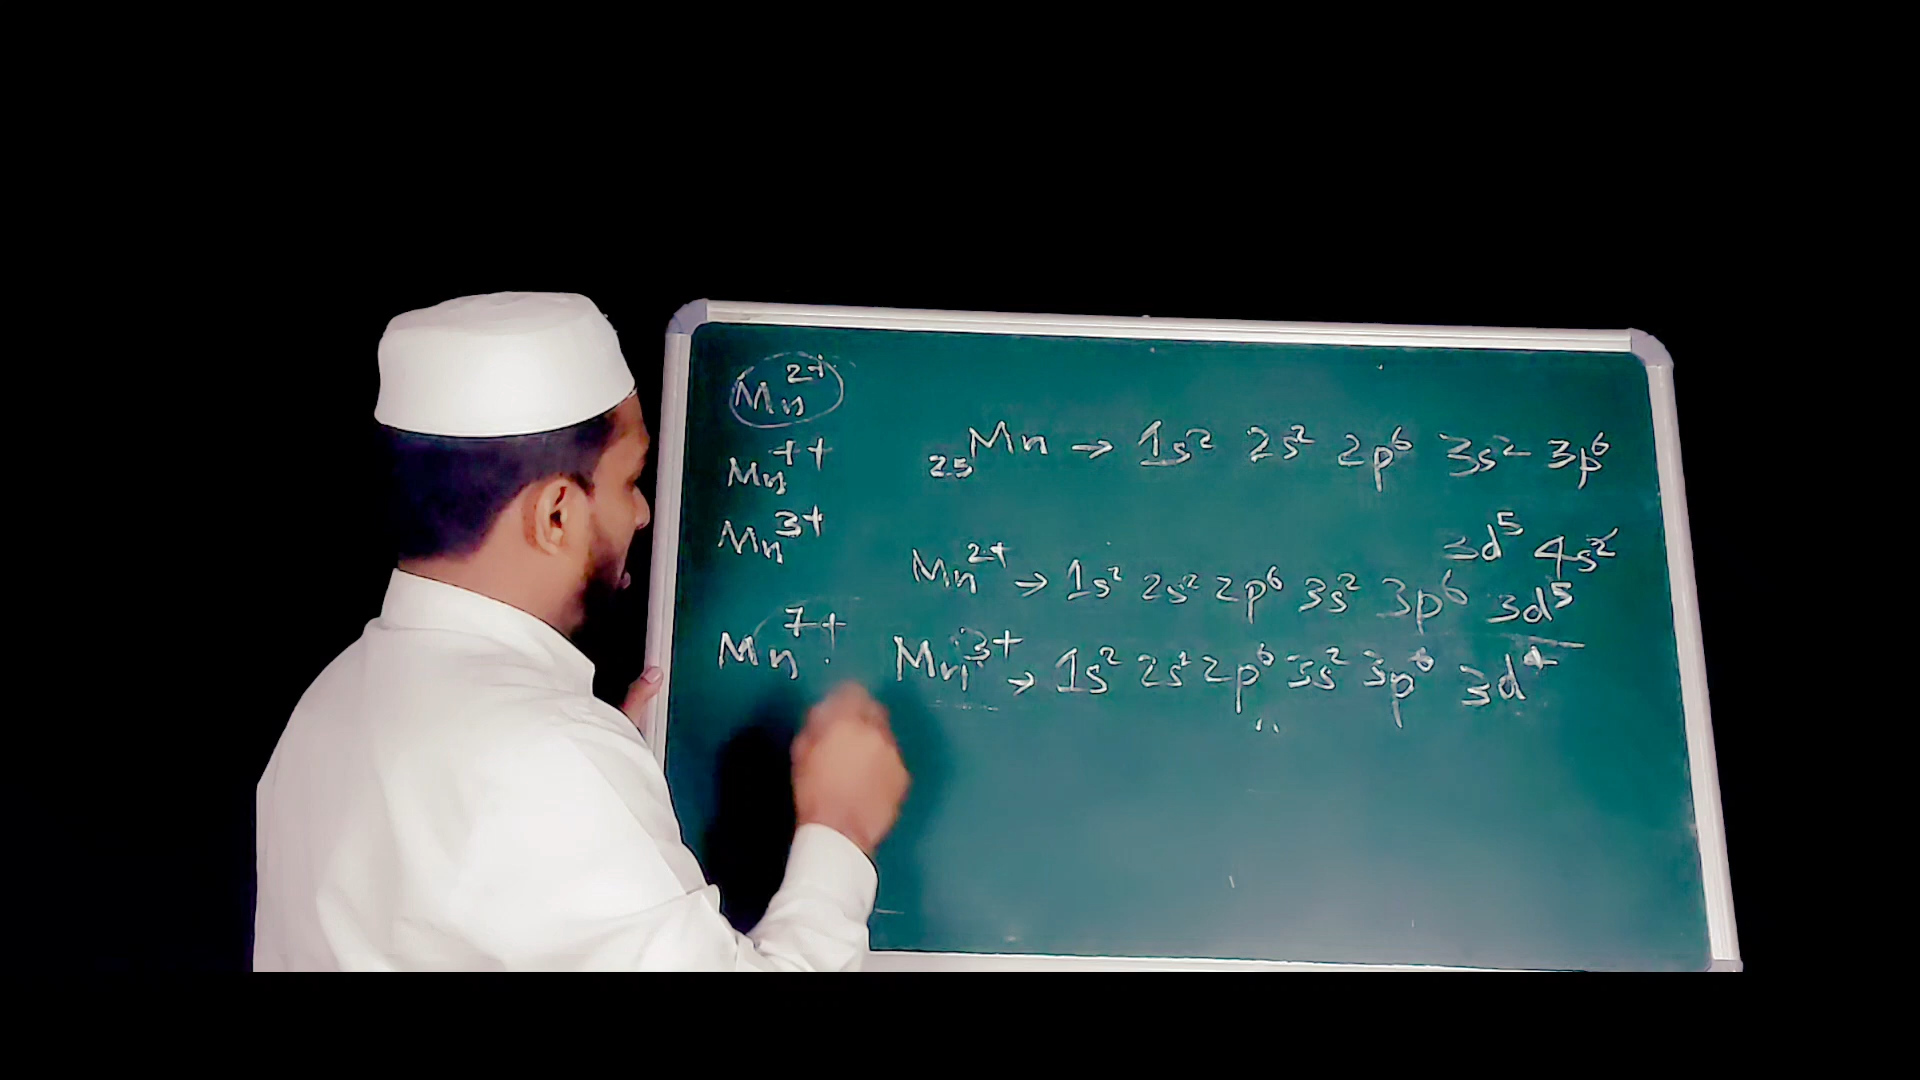 Mn²⁺
Mn⁺⁺
Mn³⁺
Mn⁷⁺
₂₅Mn → 1s² 2s² 2p⁶ 3s² 3p⁶
3d⁵ 4s²
Mn²⁺ → 1s² 2s² 2p⁶ 3s² 3p⁶ 3d⁵
Mn³⁺ → 1s² 2s² 2p⁶ 3s² 3p⁶ 3d⁴